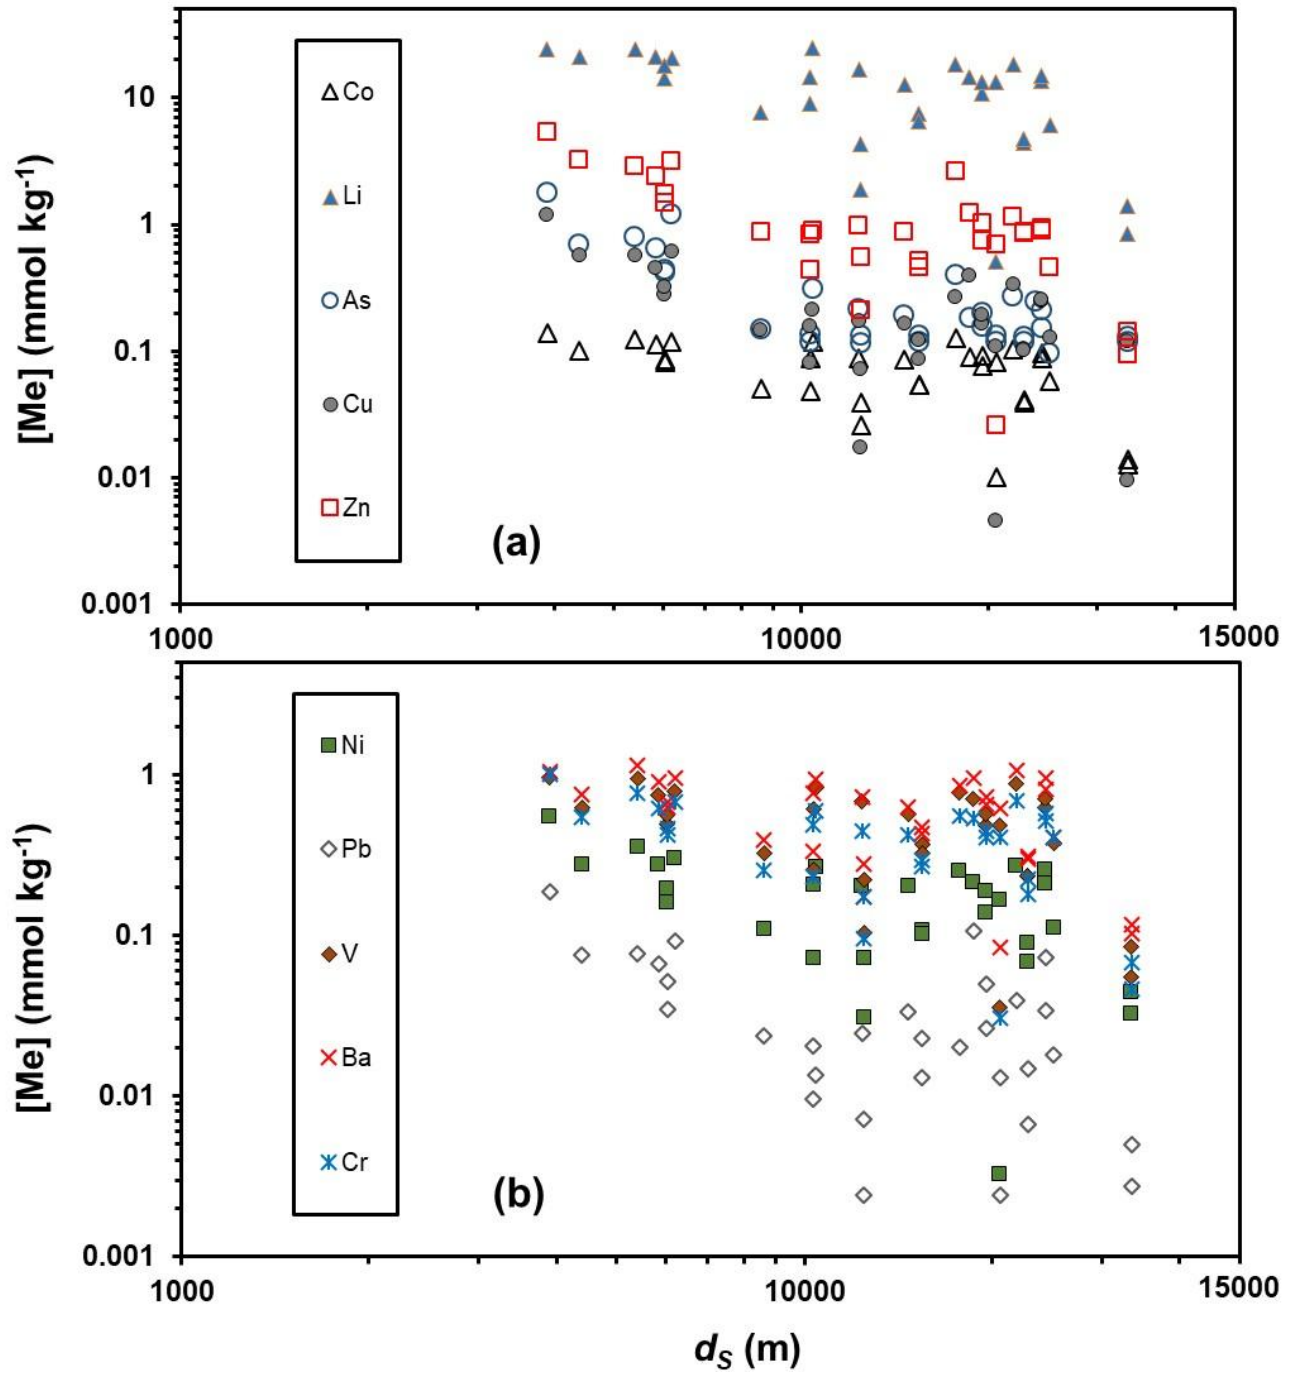 [Me] (mmol kg-1)
10
1
0.1
0.01
0.001
Co
Li
As
Cu
Zn
(a)
1000
10000
15000
[Me] (mmol kg-1)
1
0.1
0.01
0.001
Ni
Pb
V
Ba
Cr
(b)
1000
10000
15000
dS (m)